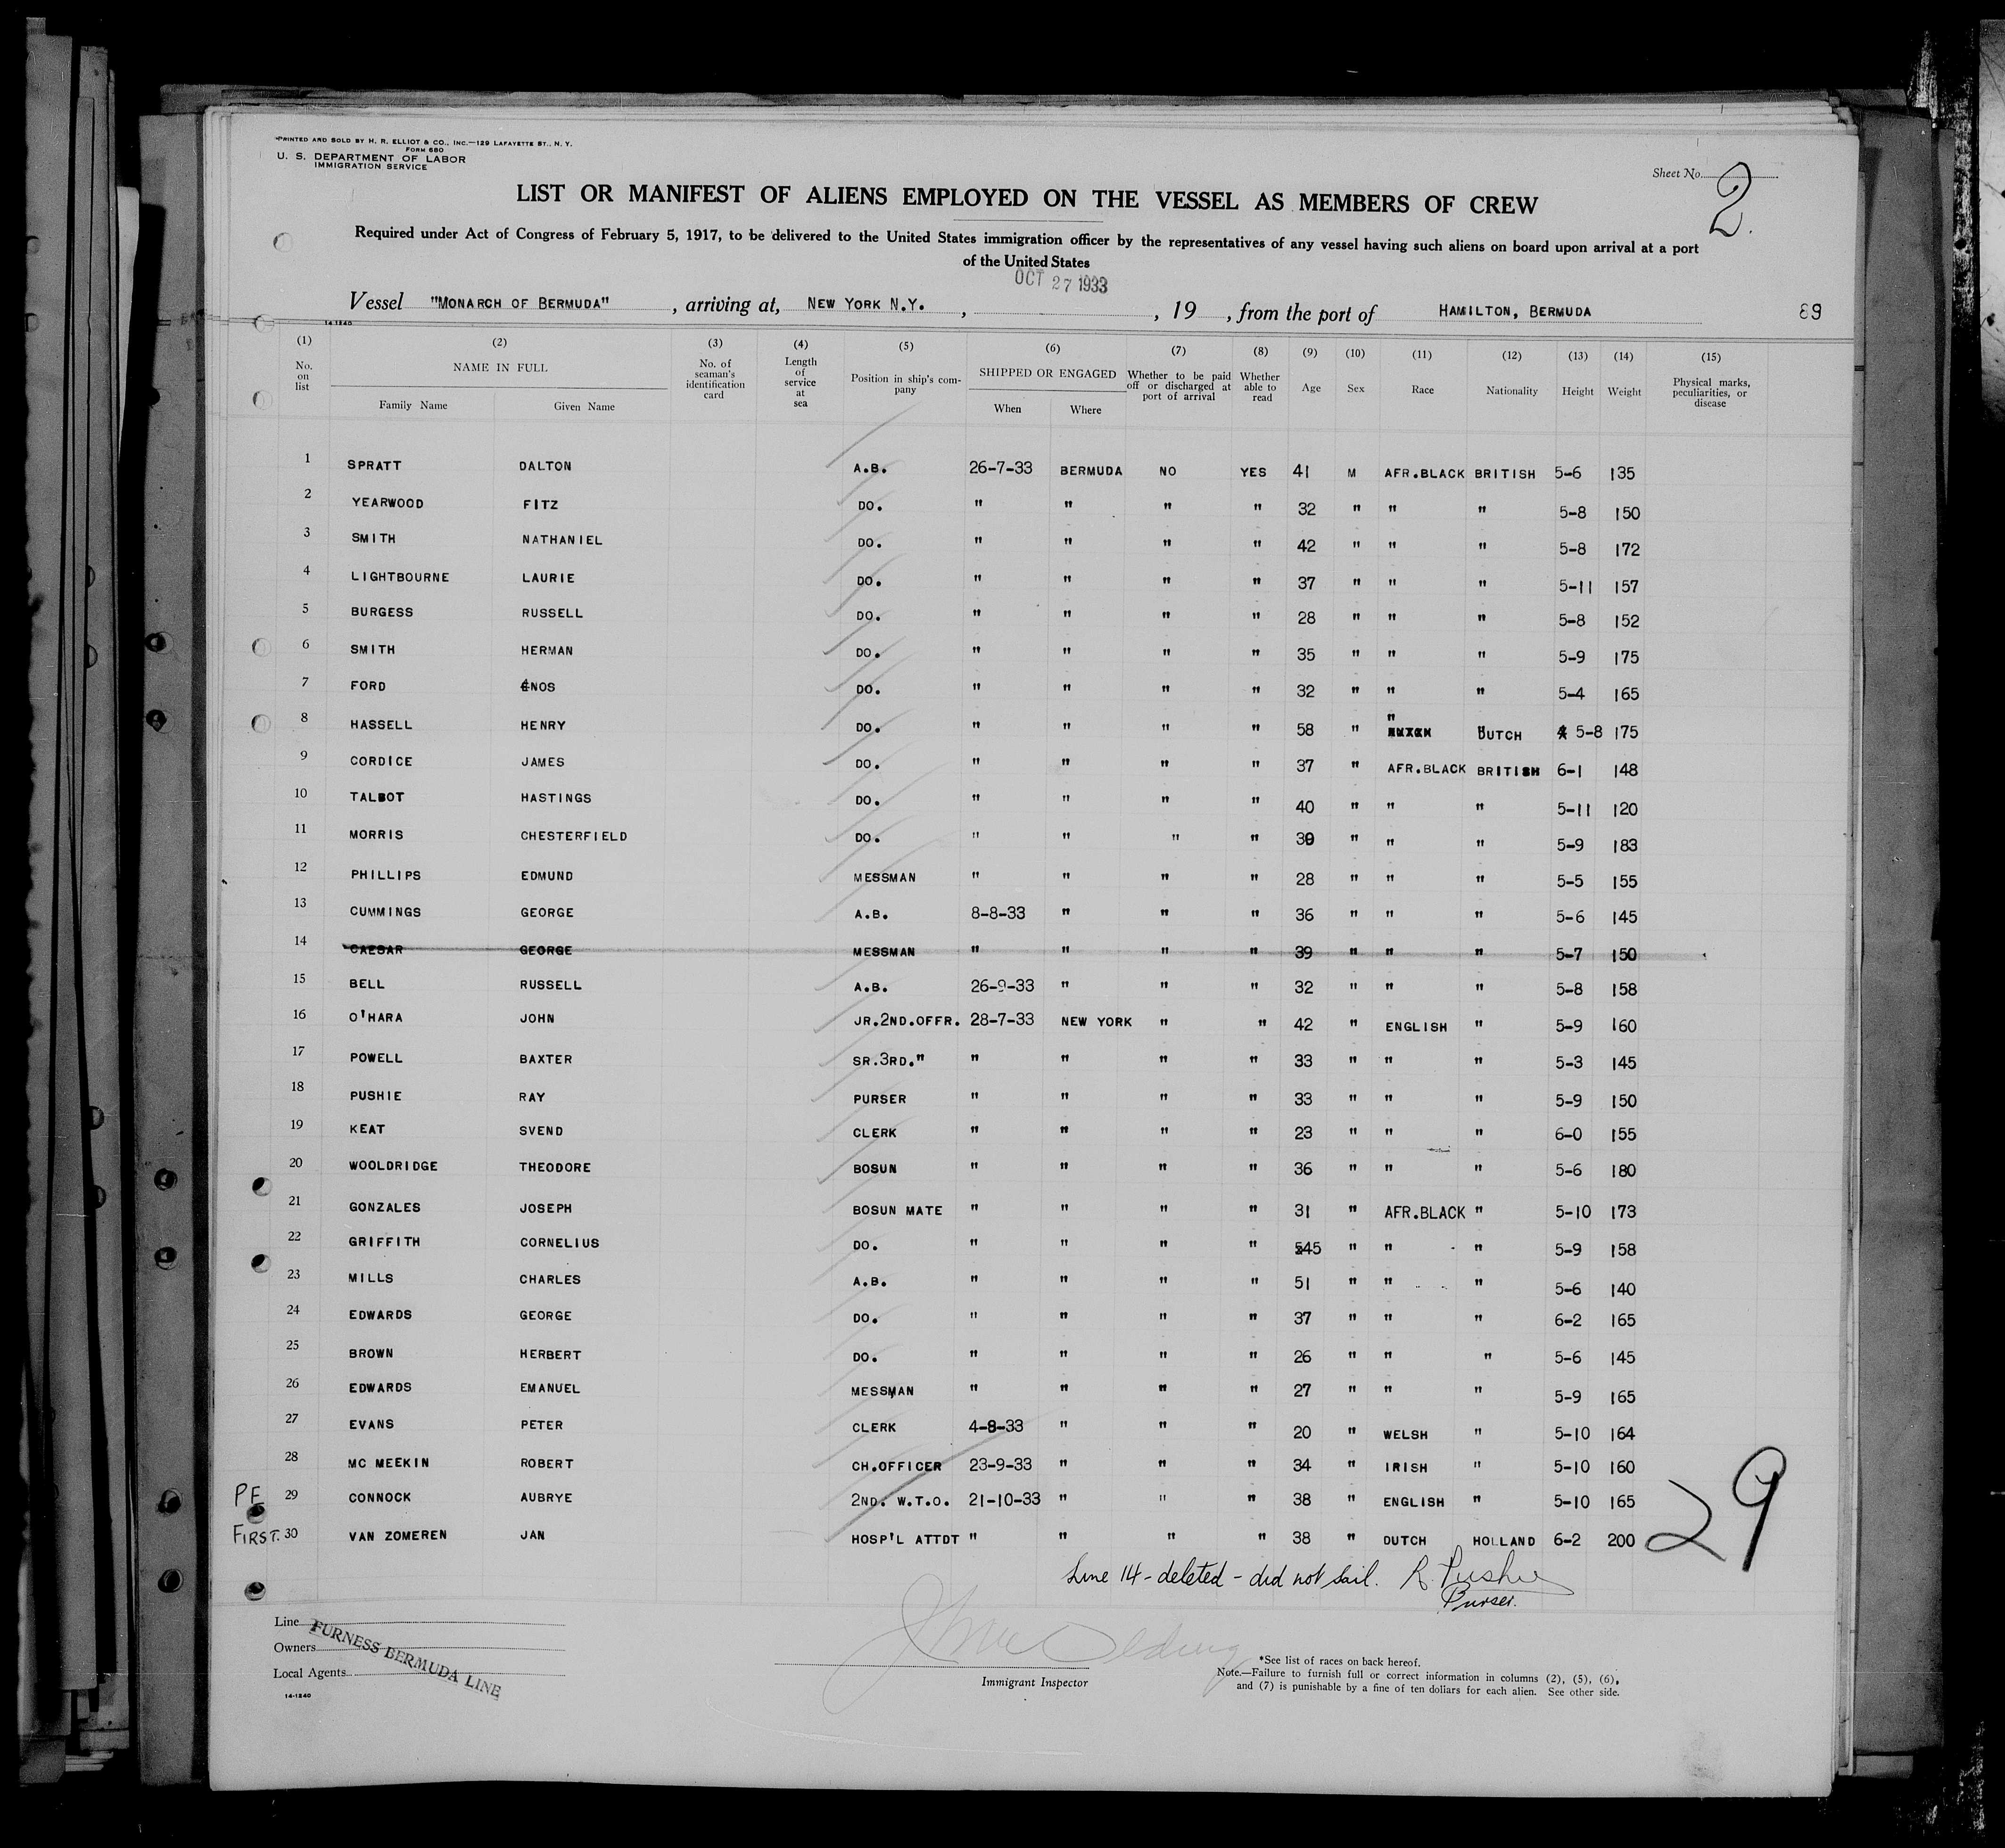 *PRINTED AND SOLD BY H. R. ELLIOT & CO., INC.—129 LAFAYETTE ST., N. Y.
FORM 680
U. S. DEPARTMENT OF LABOR
IMMIGRATION SERVICE
Sheet No. 2.
LIST OR MANIFEST OF ALIENS EMPLOYED ON THE VESSEL AS MEMBERS OF CREW
Required under Act of Congress of February 5, 1917, to be delivered to the United States immigration officer by the representatives of any vessel having such aliens on board upon arrival at a port
of the United States
OCT 27 1933
Vessel "MONARCH OF BERMUDA" , arriving at, NEW YORK N.Y. , , 19 , from the port of HAMILTON, BERMUDA 89
14-1240
(1) (2) (3) (4) (5) (6) (7) (8) (9) (10) (11) (12) (13) (14) (15)
No. on list NAME IN FULL Family Name Given Name No. of seaman's identification card Length of service at sea Position in ship's company SHIPPED OR ENGAGED When Where Whether to be paid off or discharged at port of arrival Whether able to read Age Sex Race Nationality Height Weight Physical marks, peculiarities, or disease
1 SPRATT DALTON A.B. 26-7-33 BERMUDA NO YES 41 M AFR.BLACK BRITISH 5-6 135
2 YEARWOOD FITZ DO. " " " " 32 " " " 5-8 150
3 SMITH NATHANIEL DO. " " " " 42 " " " 5-8 172
4 LIGHTBOURNE LAURIE DO. " " " " 37 " " " 5-11 157
5 BURGESS RUSSELL DO. " " " " 28 " " " 5-8 152
6 SMITH HERMAN DO. " " " " 35 " " " 5-9 175
7 FORD ENOS DO. " " " " 32 " " " 5-4 165
8 HASSELL HENRY DO. " " " " 58 " " DUTCH 5-8 175
9 CORDICE JAMES DO. " " " " 37 " AFR.BLACK BRITISH 6-1 148
10 TALBOT HASTINGS DO. " " " " 40 " " " 5-11 120
11 MORRIS CHESTERFIELD DO. " " " " " " " 5-9 183
12 PHILLIPS EDMUND MESSMAN " " " " 28 " " " 5-5 155
13 CUMMINGS GEORGE A.B. 8-8-33 " " " 36 " " " 5-6 145
14 CAESAR GEORGE MESSMAN " " " " 39 " " " 5-7 150
15 BELL RUSSELL A.B. 26-9-33 " " " 32 " " " 5-8 158
16 O'HARA JOHN JR.2ND.OFFR. 28-7-33 NEW YORK " " 42 " ENGLISH " 5-9 160
17 POWELL BAXTER SR.3RD." " " " " 33 " " " 5-3 145
18 PUSHIE RAY PURSER " " " " 33 " " " 5-9 150
19 KEAT SVEND CLERK " " " " 23 " " " 6-0 155
20 WOOLDRIDGE THEODORE BOSUN " " " " 36 " " " 5-6 180
21 GONZALES JOSEPH BOSUN MATE " " " " 31 " AFR.BLACK " 5-10 173
22 GRIFFITH CORNELIUS DO. " " " " 45 " " " 5-9 158
23 MILLS CHARLES A.B. " " " " 51 " " " 5-6 140
24 EDWARDS GEORGE DO. " " " " 37 " " " 6-2 165
25 BROWN HERBERT DO. " " " " 26 " " " 5-6 145
26 EDWARDS EMANUEL MESSMAN " " " " 27 " " " 5-9 165
27 EVANS PETER CLERK 4-8-33 " " " 20 " WELSH " 5-10 164
28 MC MEEKIN ROBERT CH.OFFICER 23-9-33 " " " 34 " IRISH " 5-10 160
PF 29 CONNOCK AUBRYE 2ND. W.T.O. 21-10-33 " " " 38 " ENGLISH " 5-10 165
FIRST. 30 VAN ZOMEREN JAN HOSP'L ATTDT " " " " 38 " DUTCH HOLLAND 6-2 200
29
Line 14 - deleted - did not sail. R. Pushie
Purser.
Line
Owners
Local Agents
FURNESS BERMUDA LINE
14-1240
Immigrant Inspector
*See list of races on back hereof.
Note.—Failure to furnish full or correct information in columns (2), (5), (6),
and (7) is punishable by a fine of ten dollars for each alien. See other side.